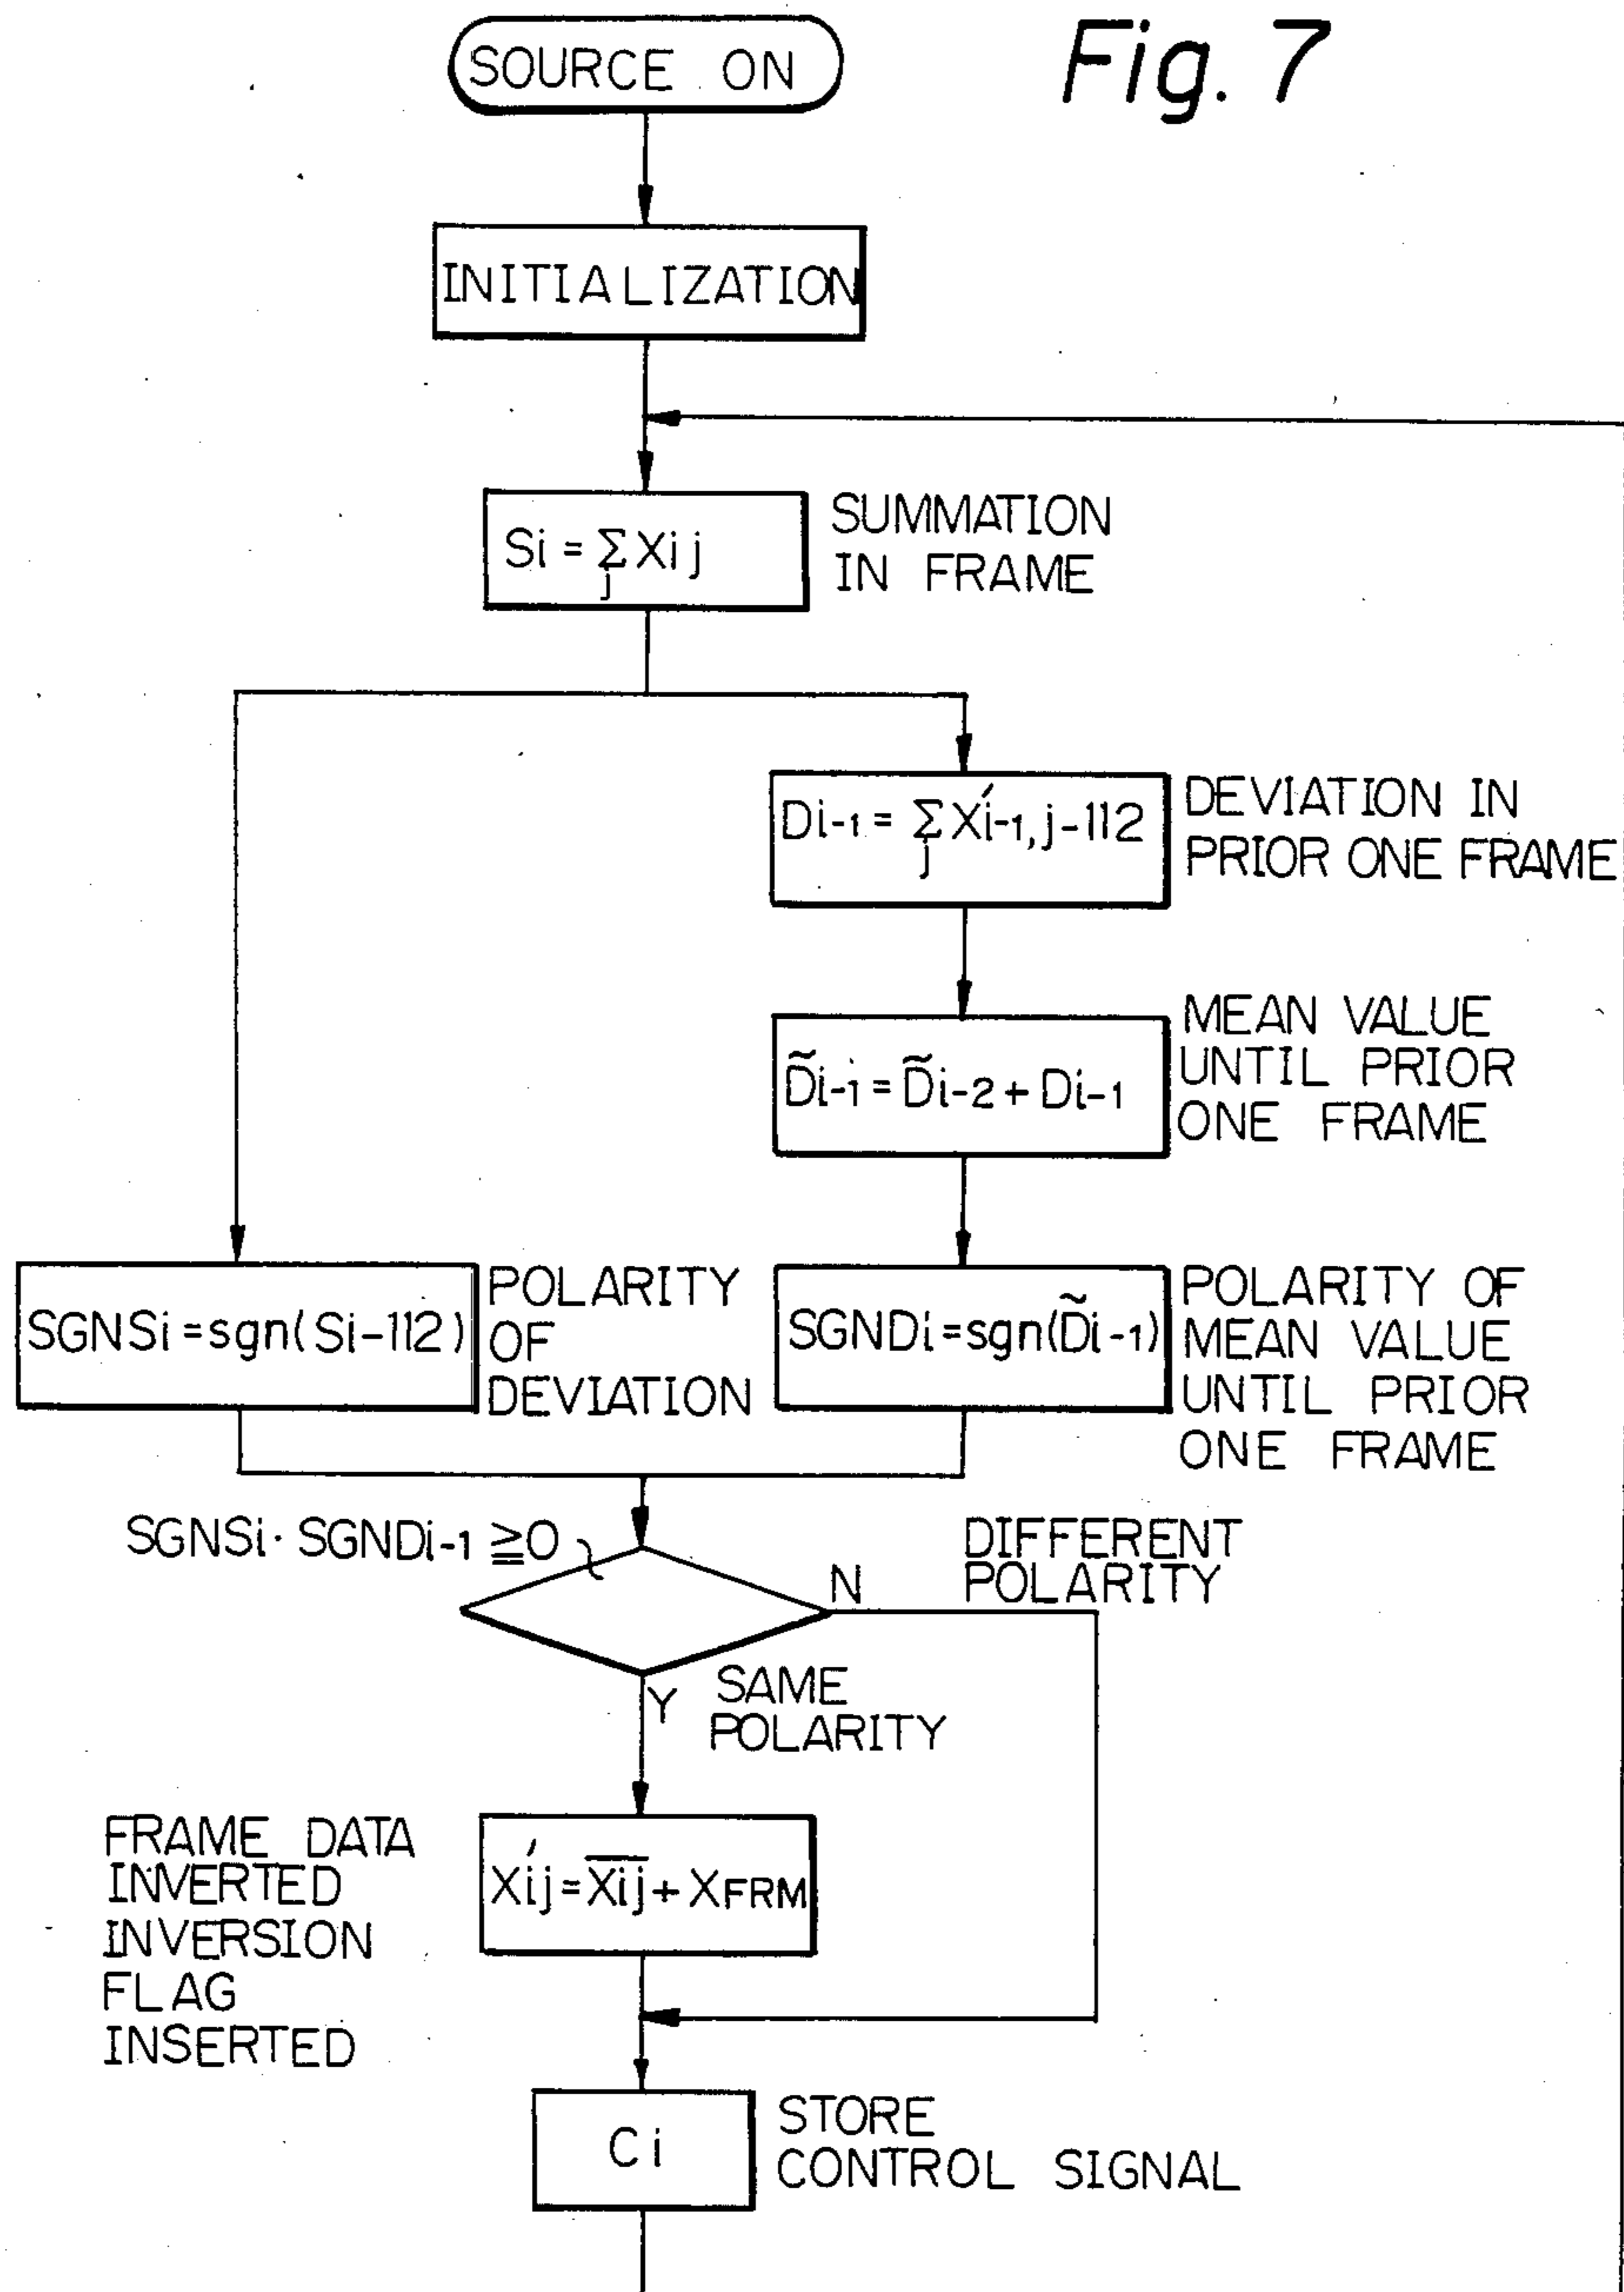 Fig. 7
SOURCE ON
INITIALIZATION
Si = Σj Xij
SUMMATION
IN FRAME
Di-1 = Σj X′i-1, j-112
DEVIATION IN
PRIOR ONE FRAME
D̃i-1 = D̃i-2 + Di-1
MEAN VALUE
UNTIL PRIOR
ONE FRAME
SGNSi = sgn(Si-112)
POLARITY
OF
DEVIATION
SGNDi = sgn(D̃i-1)
POLARITY OF
MEAN VALUE
UNTIL PRIOR
ONE FRAME
SGNSi · SGNDi-1 ≧ 0
N
DIFFERENT
POLARITY
Y
SAME
POLARITY
FRAME DATA
INVERTED
INVERSION
FLAG
INSERTED
X′ij = X̅i̅j̅ + XFRM
Ci
STORE
CONTROL SIGNAL